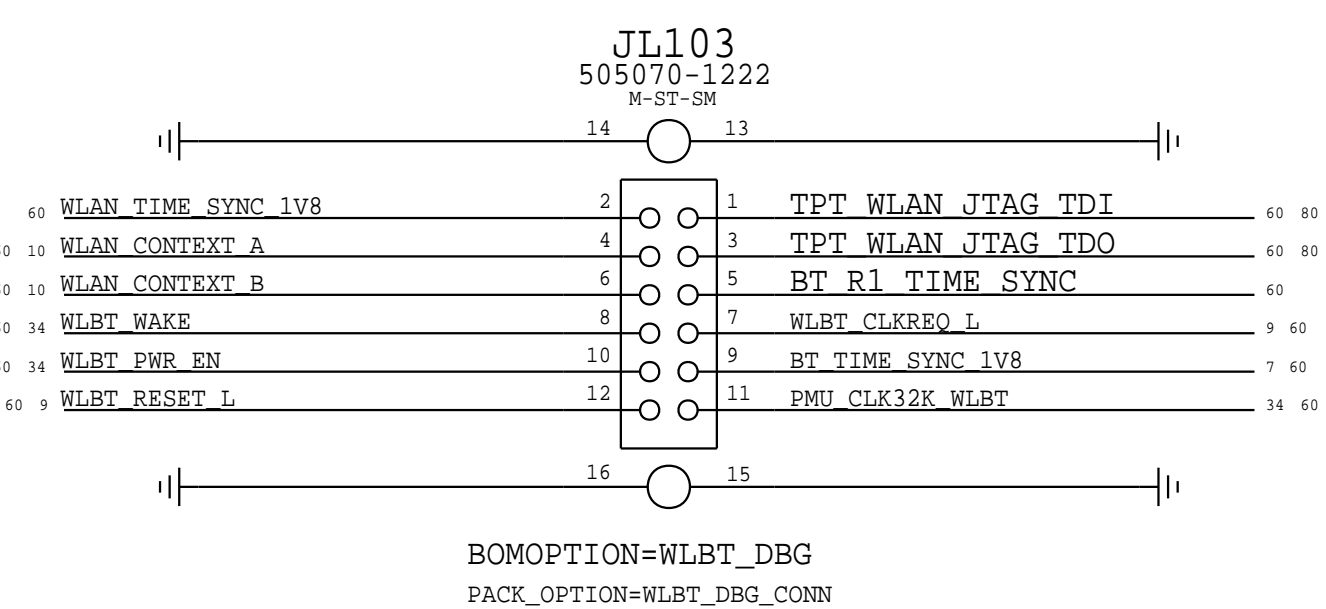 JL103
505070-1222
M-ST-SM
14 13
60 WLAN_TIME_SYNC_1V8 2 1 TPT_WLAN_JTAG_TDI 60 80
10 WLAN_CONTEXT_A 4 3 TPT_WLAN_JTAG_TDO 60 80
10 WLAN_CONTEXT_B 6 5 BT_R1_TIME_SYNC 60
34 WLBT_WAKE 8 7 WLBT_CLKREQ_L 9 60
34 WLBT_PWR_EN 10 9 BT_TIME_SYNC_1V8 7 60
60 9 WLBT_RESET_L 12 11 PMU_CLK32K_WLBT 34 60
16 15
BOMOPTION=WLBT_DBG
PACK_OPTION=WLBT_DBG_CONN